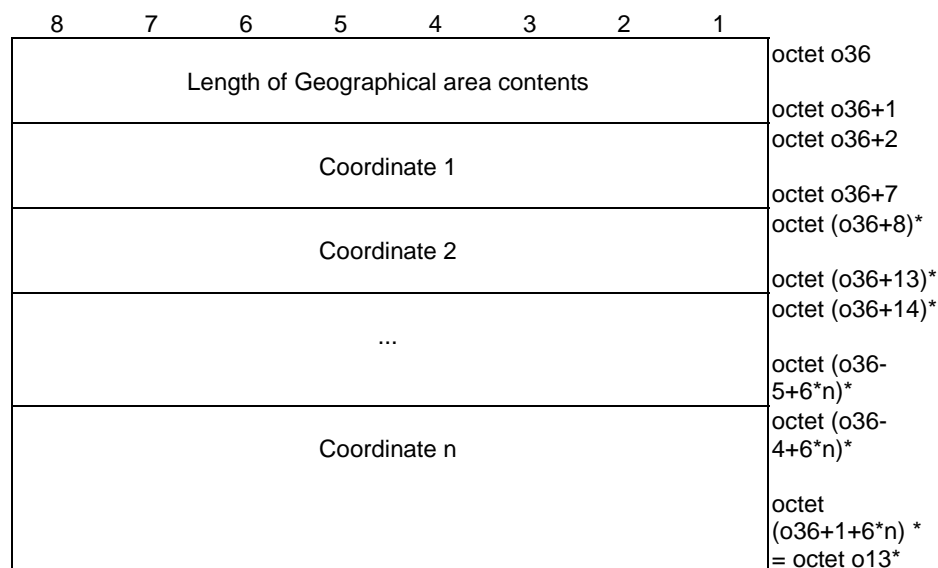 8 7 6 5 4 3 2 1
Length of Geographical area contents
octet o36
octet o36+1
Coordinate 1
octet o36+2
octet o36+7
Coordinate 2
octet (o36+8)*
octet (o36+13)*
...
octet (o36+14)*
octet (o36-
5+6*n)*
Coordinate n
octet (o36-
4+6*n)*
octet
(o36+1+6*n) *
= octet o13*